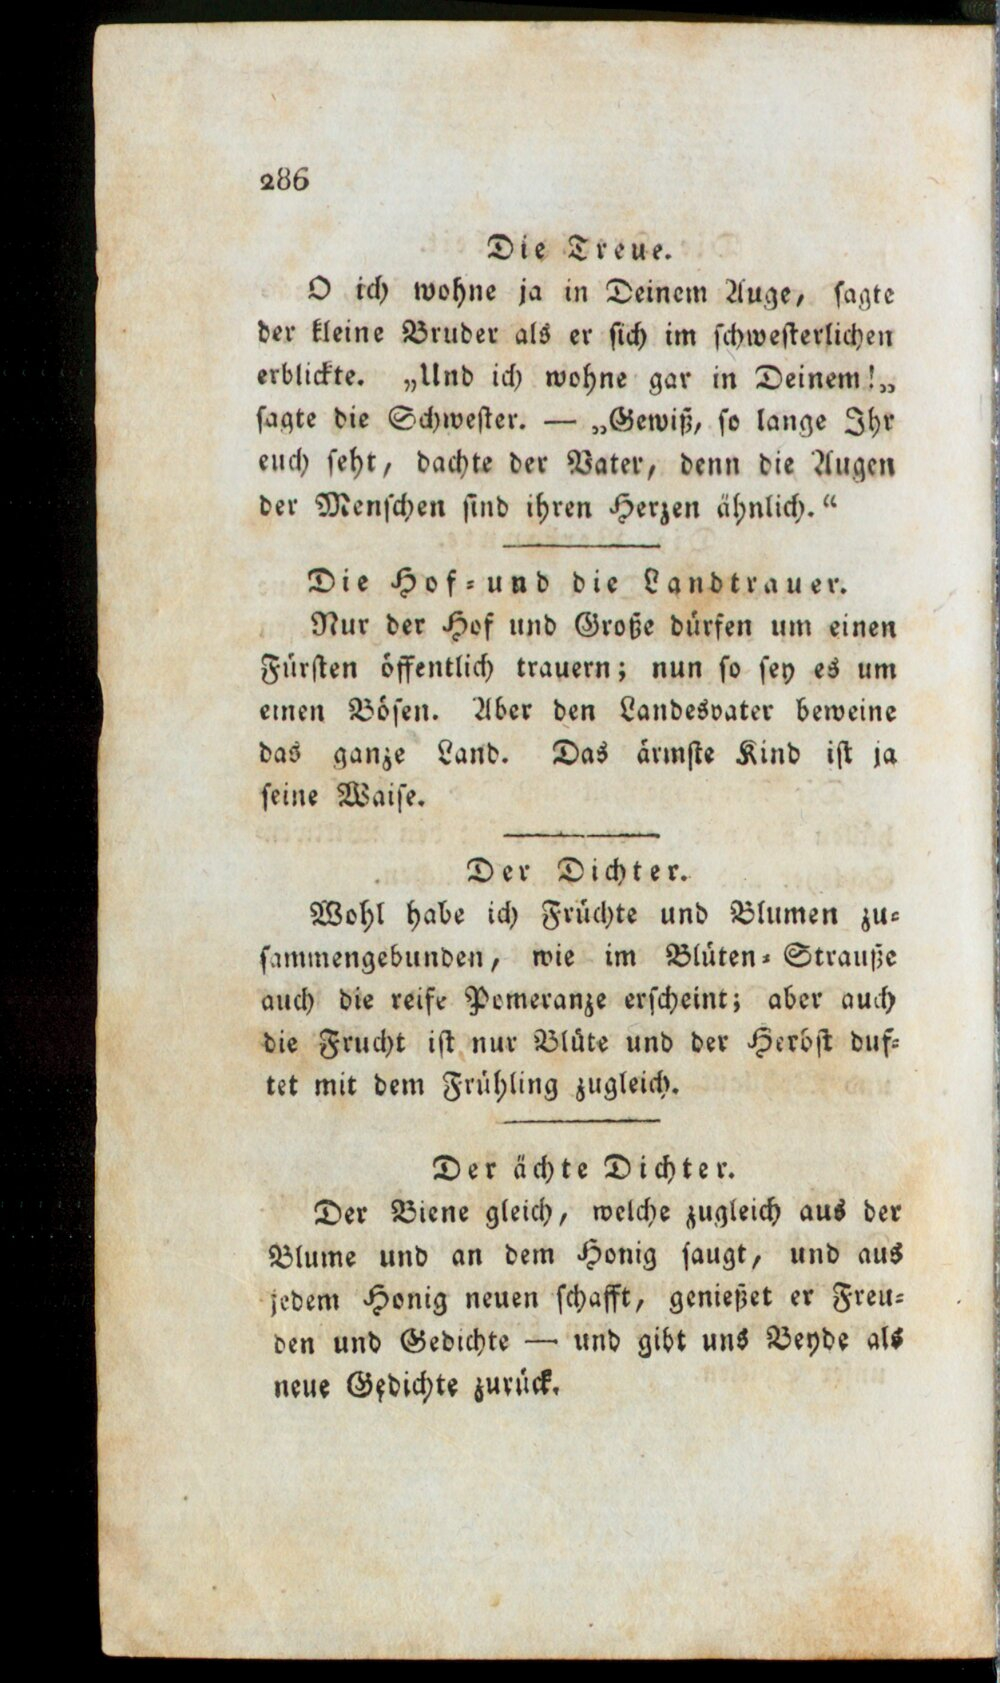 286
Die Treue.
O ich wohne ja in Deinem Auge, sagte
der kleine Bruder als er sich im schwesterlichen
erblickte. „Und ich wohne gar in Deinem!„
sagte die Schwester. — „Gewiß, so lange Ihr
euch seht, dachte der Vater, denn die Augen
der Menschen sind ihren Herzen ähnlich.“
Die Hof-und die Landtrauer.
Nur der Hof und Große dürfen um einen
Fürsten öffentlich trauern; nun so sey es um
einen Bösen. Aber den Landesvater beweine
das ganze Land. Das ärmste Kind ist ja
seine Waise.
Der Dichter.
Wohl habe ich Früchte und Blumen zu-
sammengebunden, wie im Blüten-Strauße
auch die reife Pomeranze erscheint; aber auch
die Frucht ist nur Blüte und der Herbst duf-
tet mit dem Frühling zugleich.
Der ächte Dichter.
Der Biene gleich, welche zugleich aus der
Blume und an dem Honig saugt, und aus
jedem Honig neuen schafft, genießet er Freu-
den und Gedichte — und gibt uns Beyde als
neue Gedichte zurück.